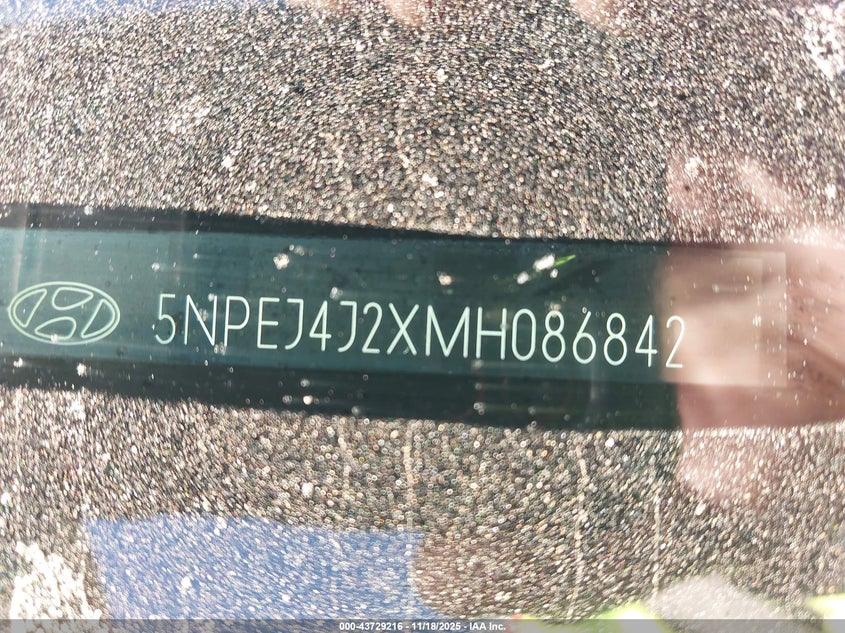 5NPEJ4J2XMH086842
000-43729216 - 11/18/2025 - IAA Inc.